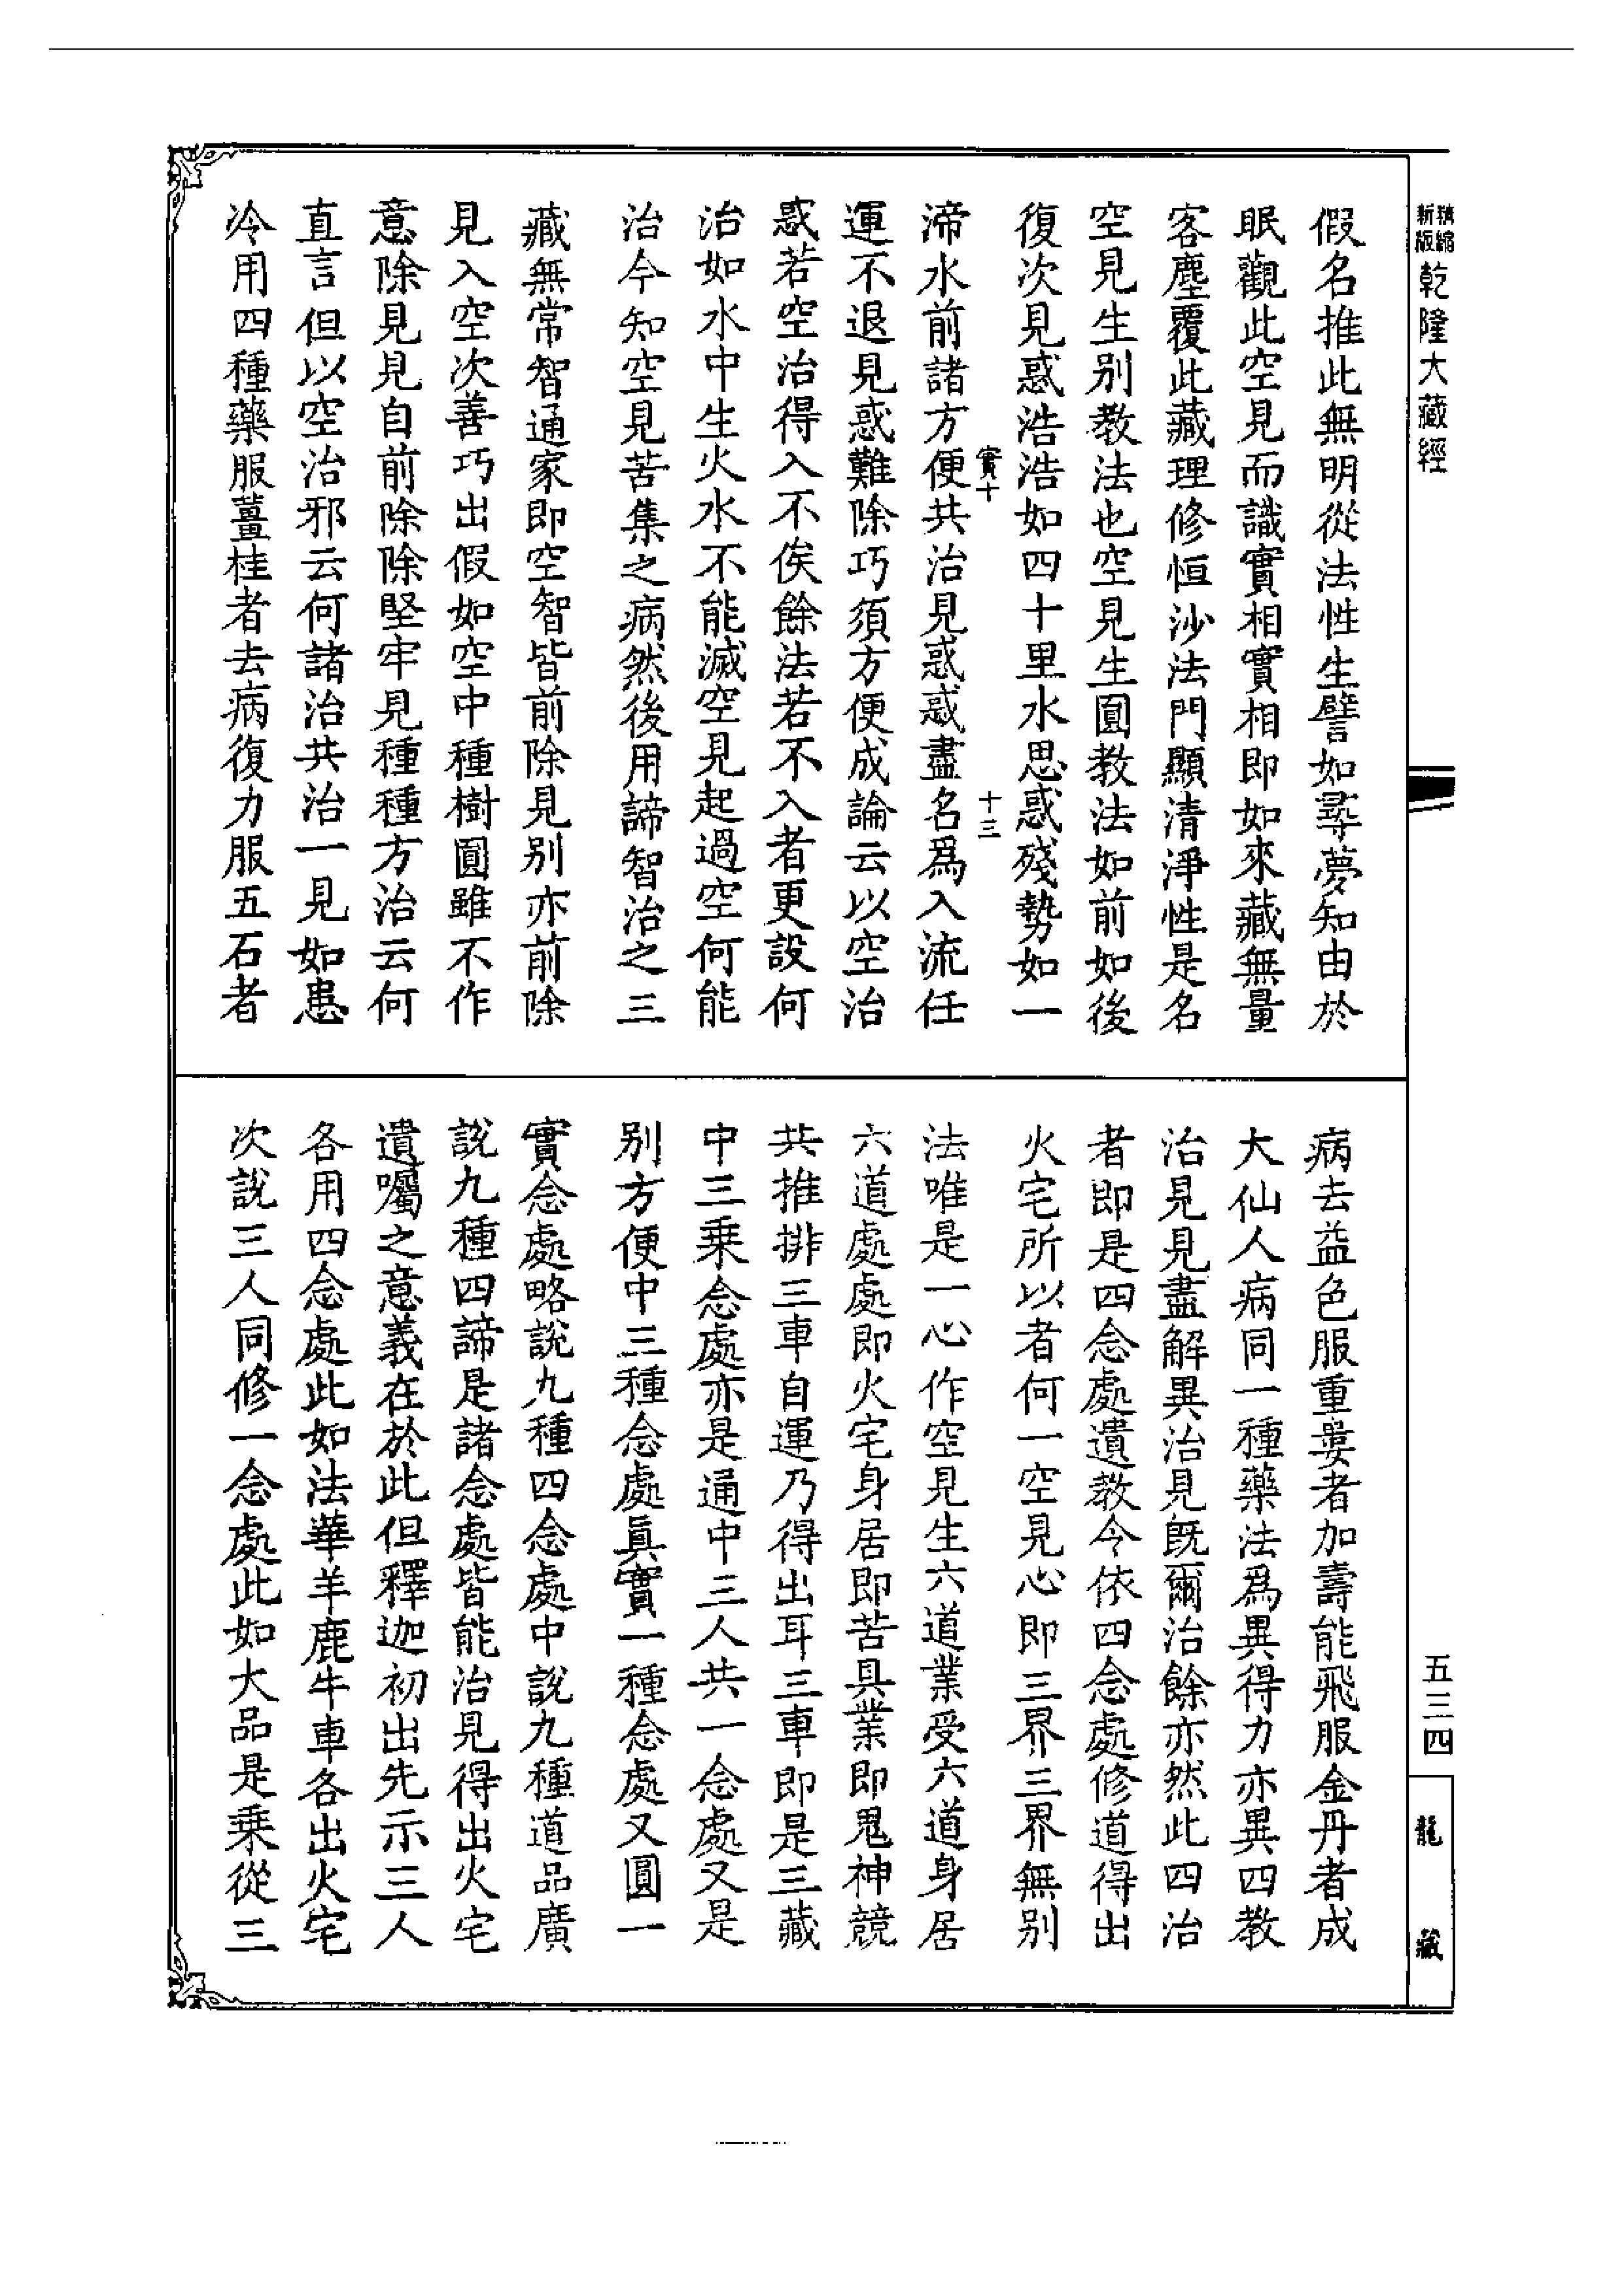 新版精縮乾隆大藏經
假名推此無明從法性生譬如尋夢知由於
眠觀此空見而識實相實相即如來藏無量
客塵覆此藏理修恒沙法門顯清淨性是名
空見生別教法也空見生圓教法如前如後
復次見惑浩浩如四十里水思惑殘勢如一
實十 十三
渧水前諸方便共治見惑惑盡名爲入流任
運不退見惑難除巧須方便成論云以空治
惑若空治得入不俟餘法若不入者更設何
治如水中生火水不能滅空見起過空何能
治今知空見苦集之病然後用諦智治之三
藏無常智通家即空智皆前除見別亦前除
見入空次善巧出假如空中種樹圓雖不作
意除見見自前除除堅牢見種種方治云何
直言但以空治邪云何諸治共治一見如患
冷用四種藥服薑桂者去病復力服五石者
病去益色服重婁者加壽能飛服金丹者成
大仙人病同一種藥法爲異得力亦異四教
治見見盡解異治見既爾治餘亦然此四治
者即是四念處遺教今依四念處修道得出
火宅所以者何一空見心即三界三界無別
法唯是一心作空見生六道業受六道身居
六道處處即火宅身居即苦具業即鬼神競
共推排三車自運乃得出耳三車即是三藏
中三乘念處亦是通中三人共一念處又是
別方便中三種念處眞實一種念處又圓一
實念處略說九種四念處中說九種道品廣
說九種四諦是諸念處皆能治見得出火宅
遺囑之意義在於此但釋迦初出先示三人
各用四念處此如法華羊鹿牛車各出火宅
次說三人同修一念處此如大品是乘從三
五三四
龍藏